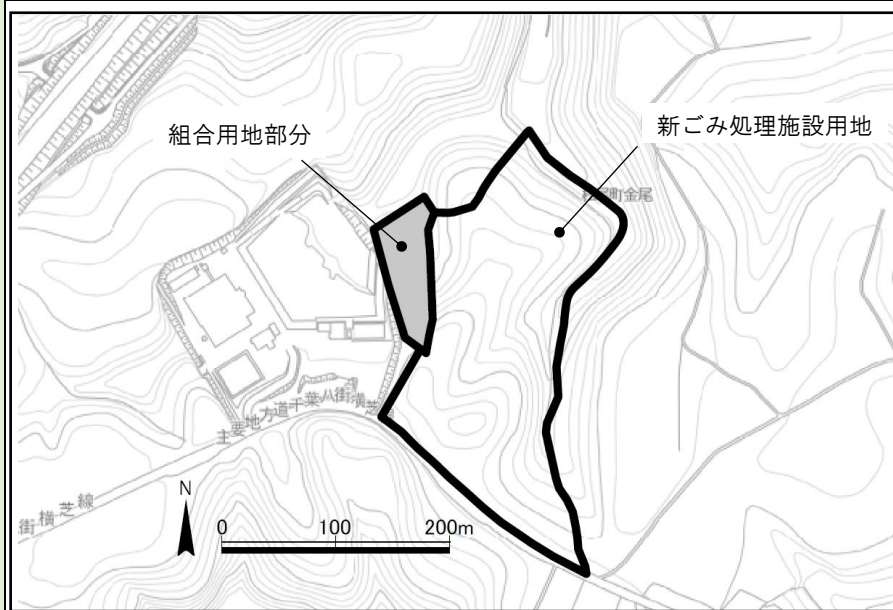 組合用地部分
新ごみ処理施設用地
町金尾
主要地方道千葉八街横芝
街横芝線
N
0 100 200m